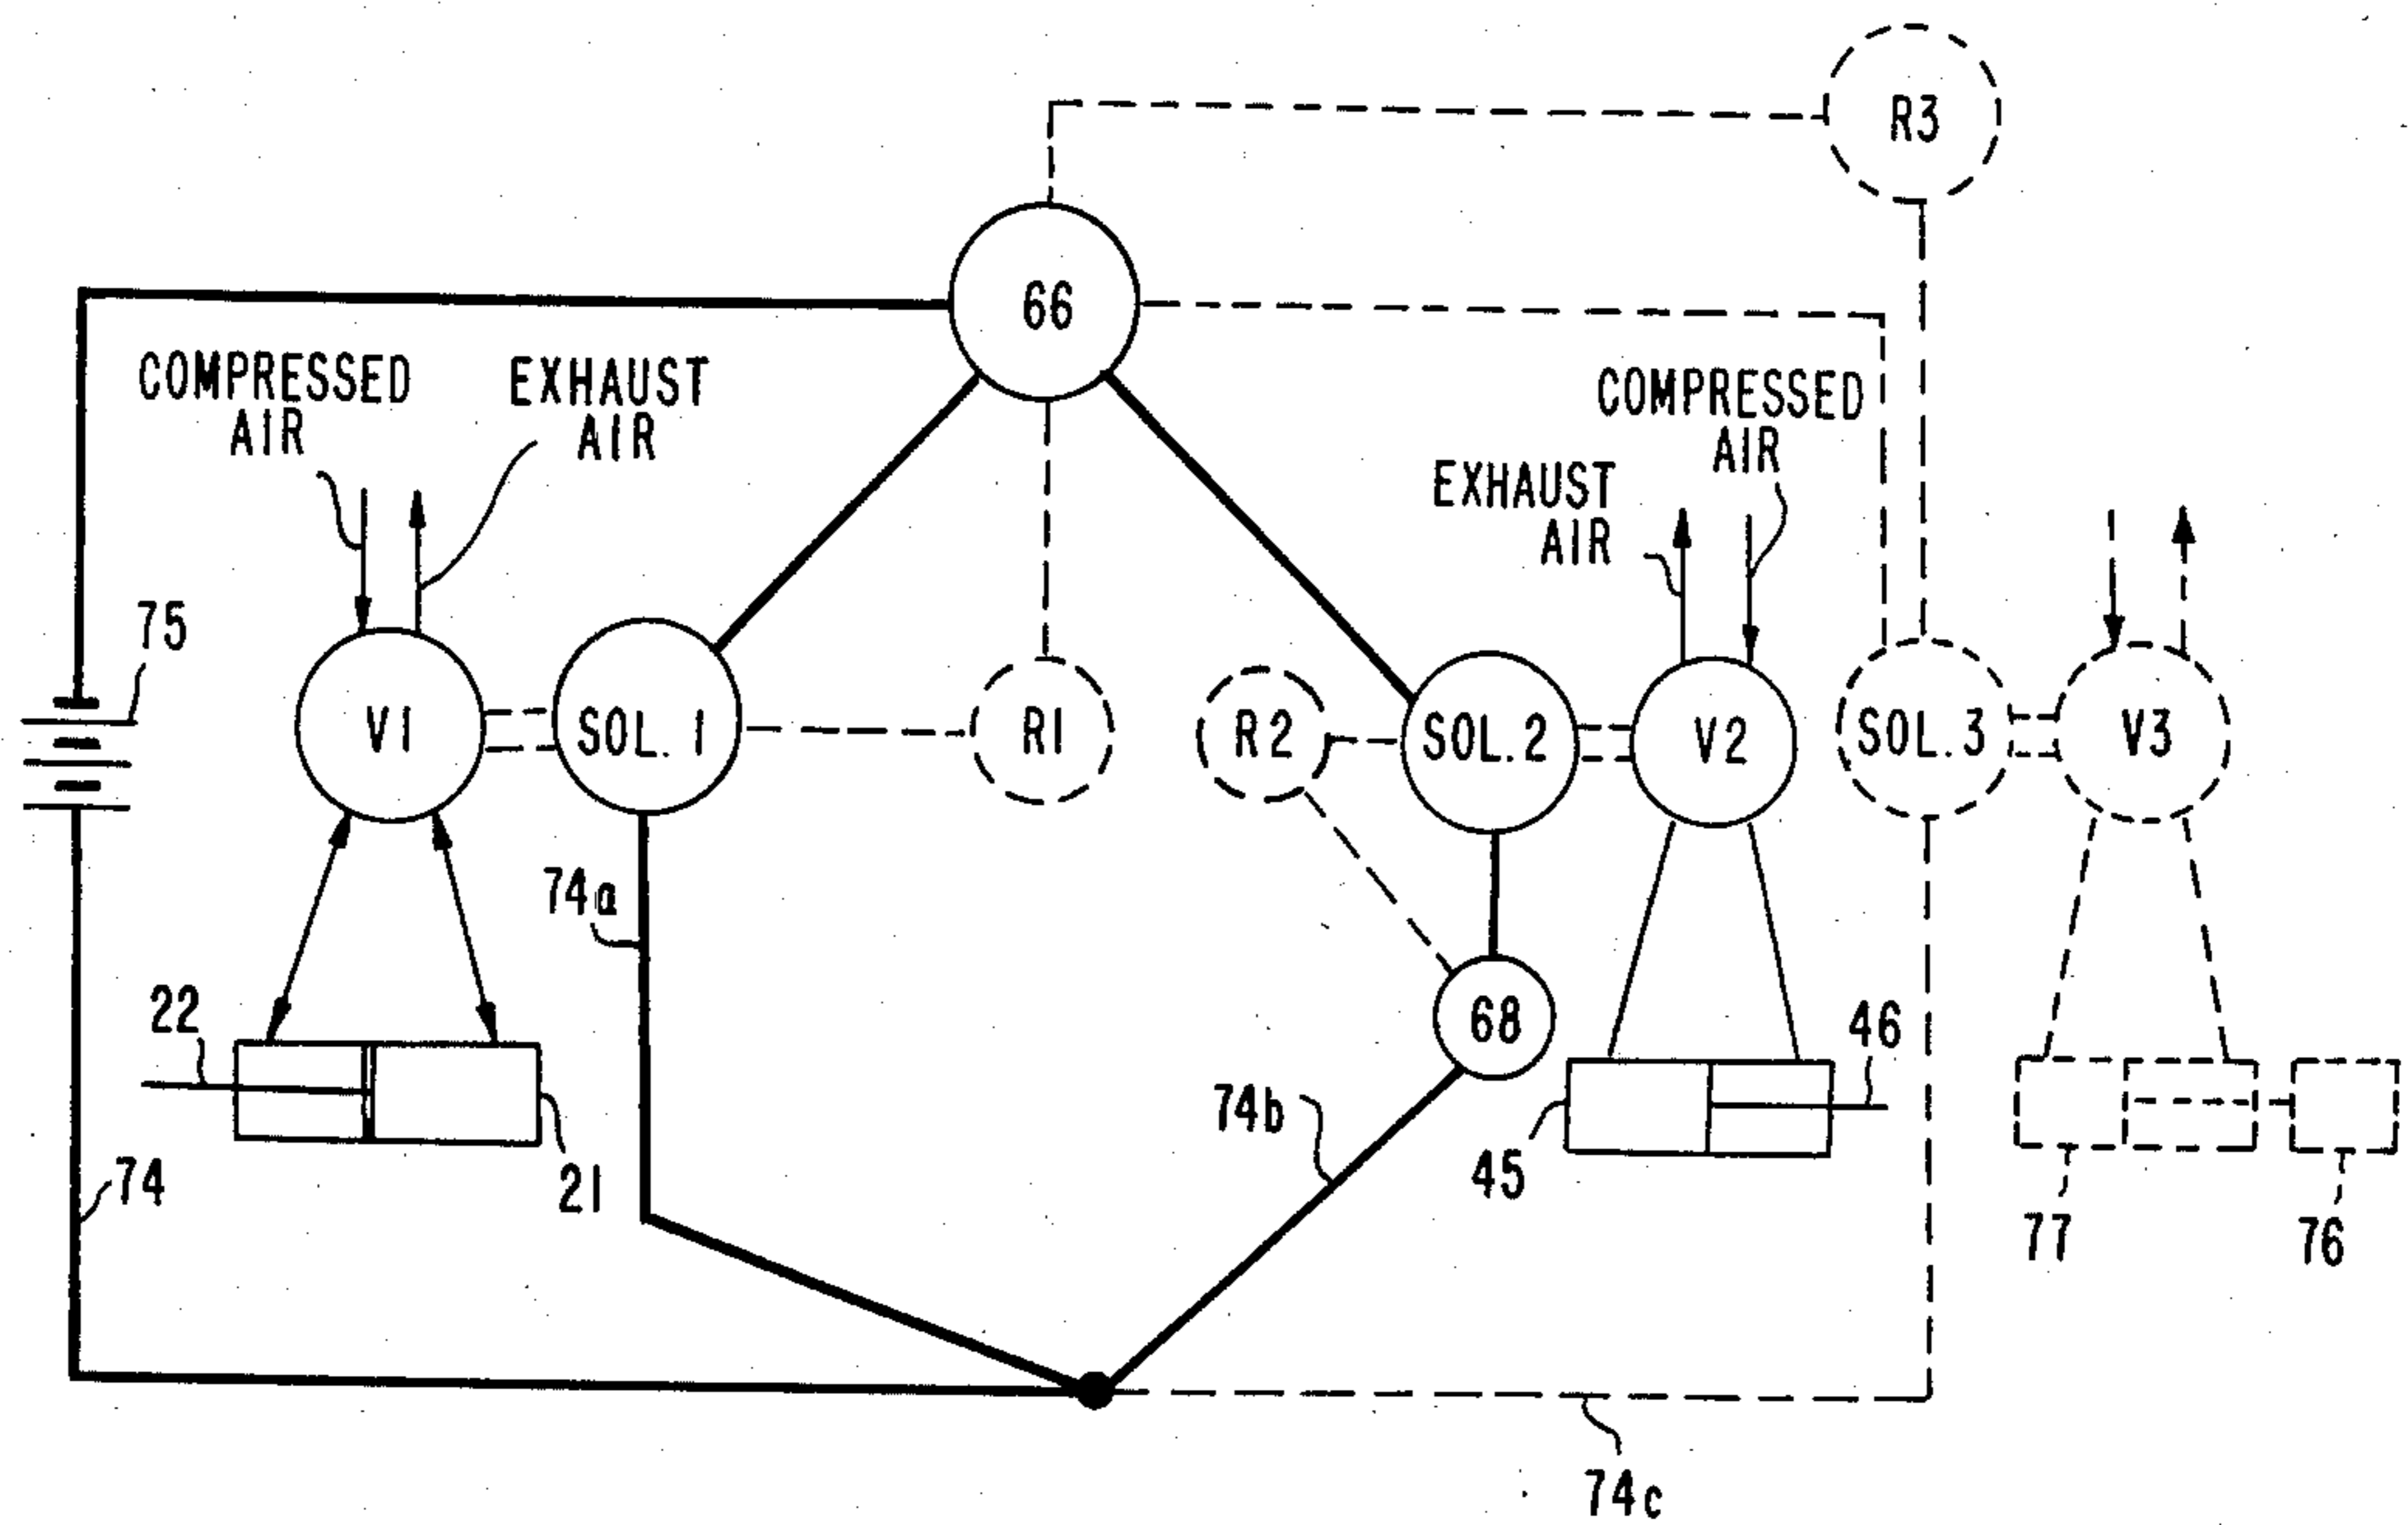 R3
66
COMPRESSED
AIR
EXHAUST
AIR
COMPRESSED
AIR
EXHAUST
AIR
75
V1
SOL. 1
R1
R2
SOL. 2
V2
SOL. 3
V3
74a
22
68
46
74b
45
21
74
77
76
74c